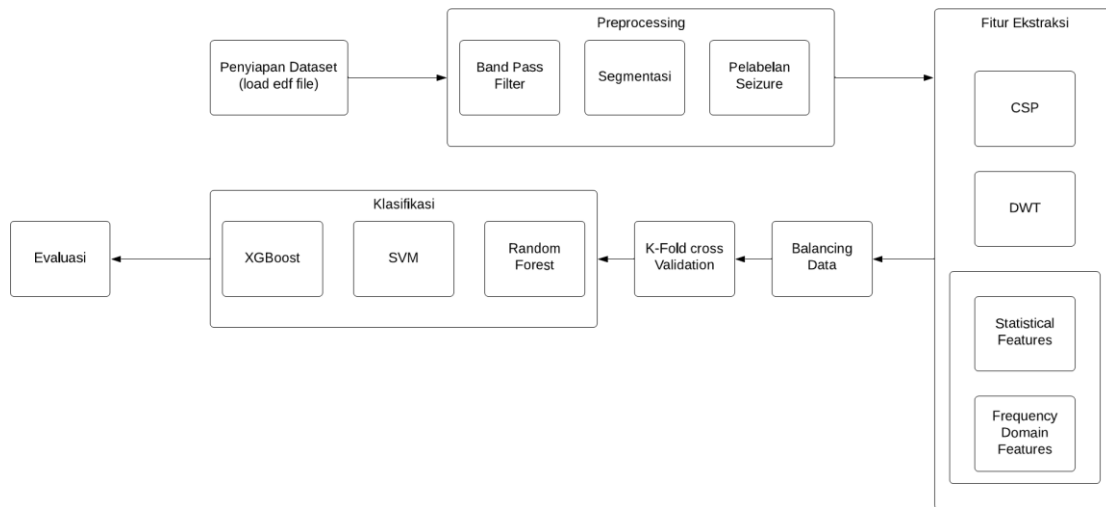 Preprocessing
Fitur Ekstraksi
Penyiapan Dataset
(load edf file)
Band Pass
Filter
Segmentasi
Pelabelan
Seizure
CSP
DWT
Statistical
Features
Frequency
Domain
Features
Balancing
Data
K-Fold cross
Validation
Klasifikasi
Random
Forest
SVM
XGBoost
Evaluasi